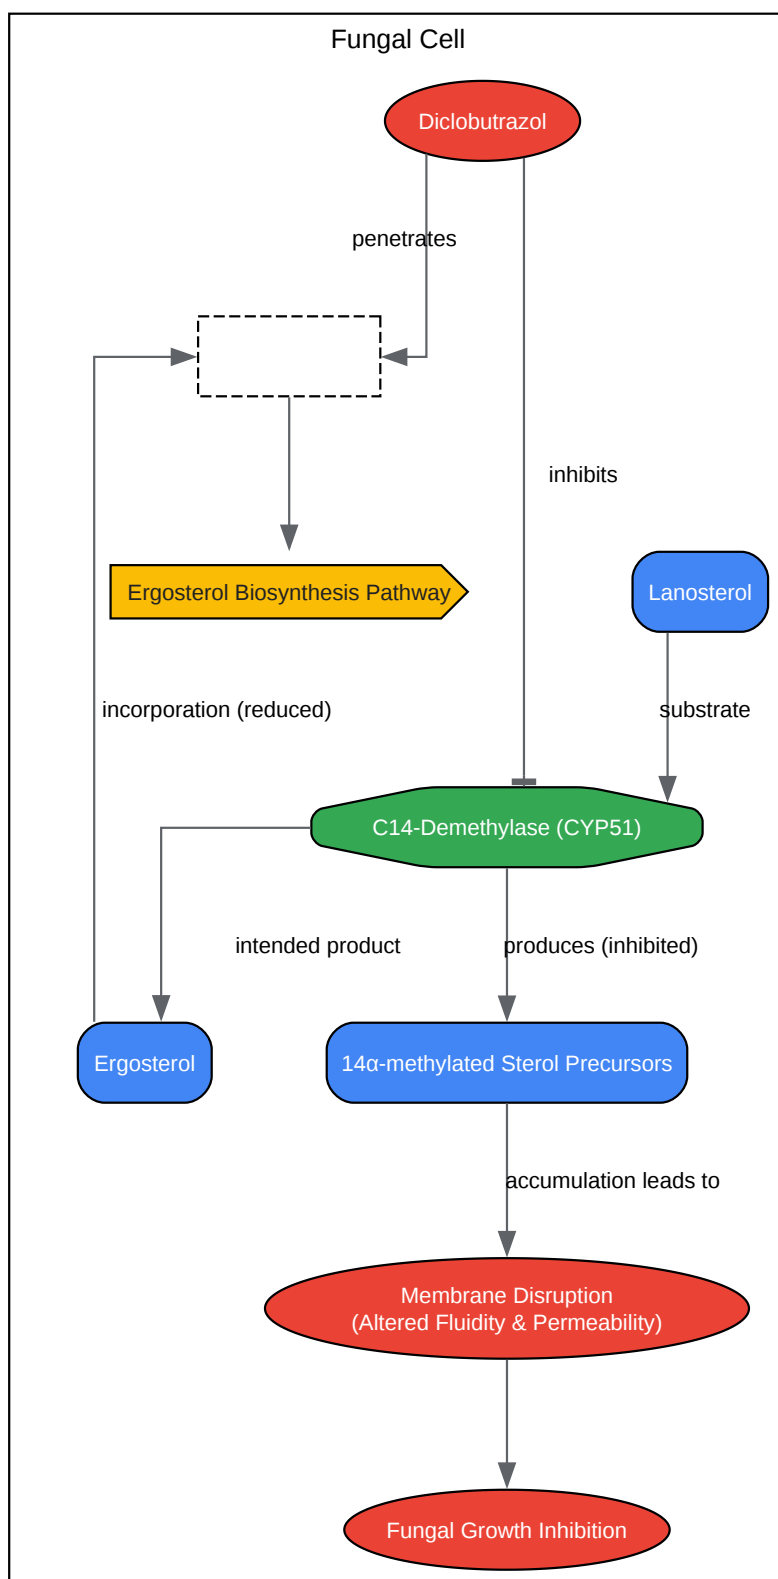 Fungal Cell
Diclobutrazol
penetrates
inhibits
Ergosterol Biosynthesis Pathway
Lanosterol
incorporation (reduced)
substrate
C14-Demethylase (CYP51)
intended product
produces (inhibited)
Ergosterol
14α-methylated Sterol Precursors
accumulation leads to
Membrane Disruption
(Altered Fluidity & Permeability)
Fungal Growth Inhibition